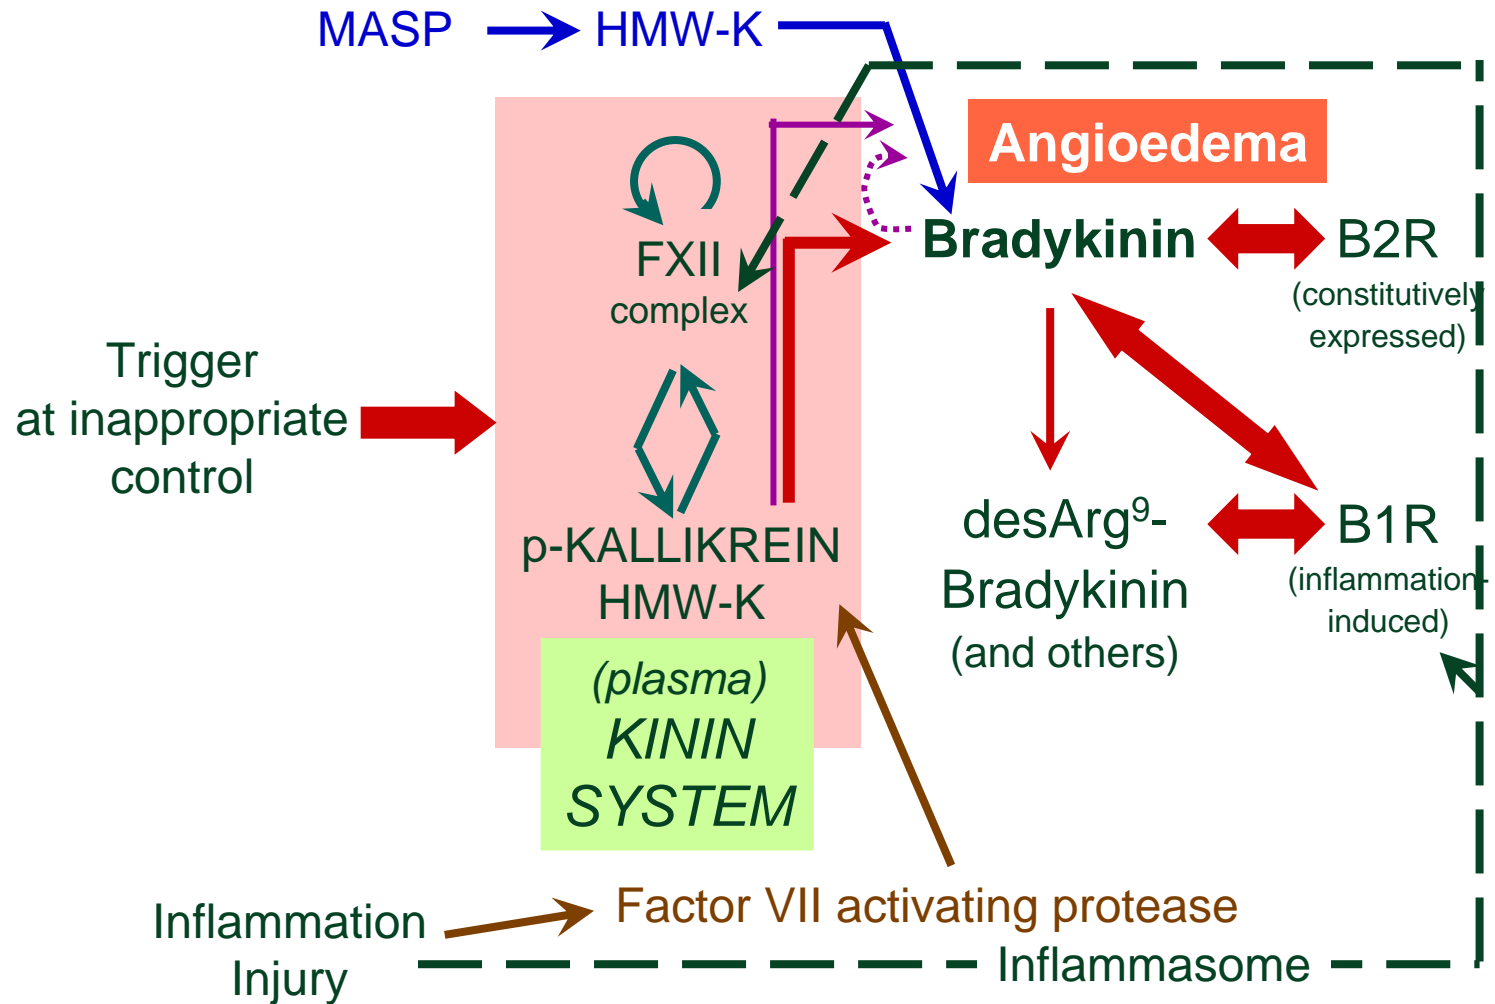 MASP
HMW-K
Angioedema
FXII
complex
Bradykinin
B2R
(constitutively
expressed)
Trigger
at inappropriate
control
p-KALLIKREIN
HMW-K
desArg⁹-
Bradykinin
(and others)
B1R
(inflammation-
induced)
(plasma)
KININ
SYSTEM
Inflammation
Injury
Factor VII activating protease
Inflammasome